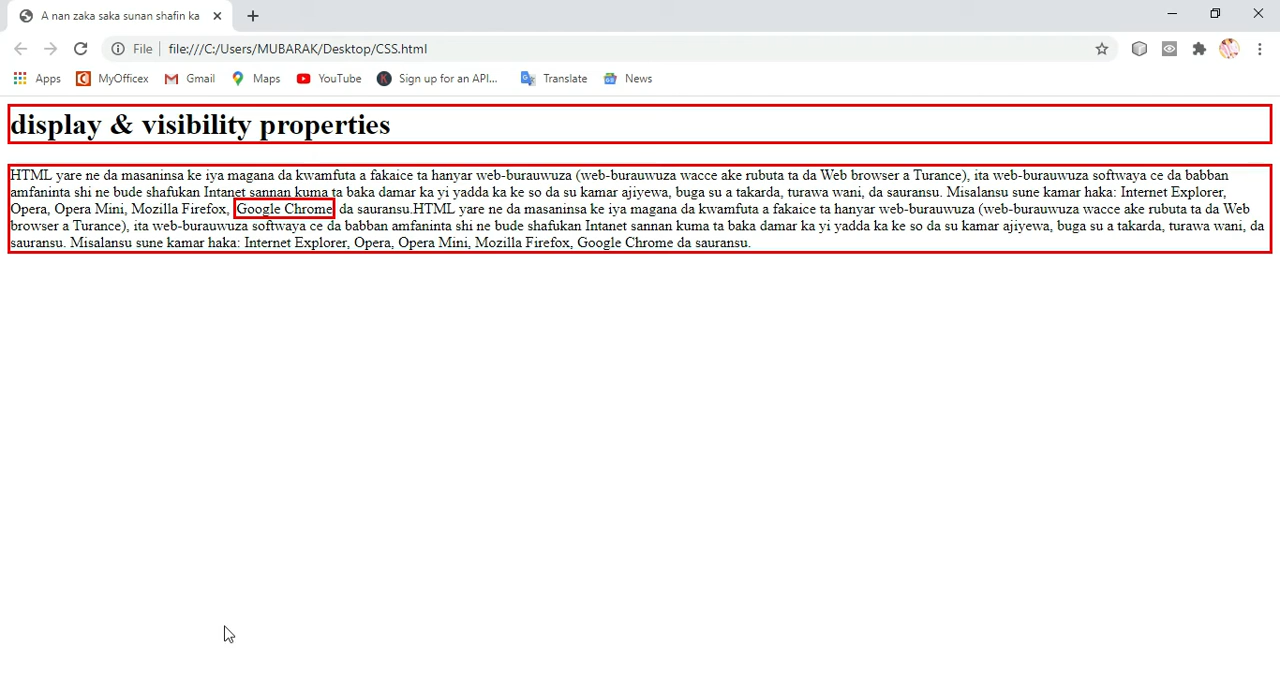 A nan zaka saka sunan shafin ka
File file:///C:/Users/MUBARAK/Desktop/CSS.html
Apps MyOfficex Gmail Maps YouTube Sign up for an API... Translate News
display & visibility properties
HTML yare ne da masaninsa ke iya magana da kwamfuta a fakaice ta hanyar web-burauwuza (web-burauwuza wacce ake rubuta ta da Web browser a Turance), ita web-burauwuza softwaya ce da babban
amfaninta shi ne bude shafukan Intanet sannan kuma ta baka damar ka yi yadda ka ke so da su kamar ajiyewa, buga su a takarda, turawa wani, da sauransu. Misalansu sune kamar haka: Internet Explorer,
Opera, Opera Mini, Mozilla Firefox, Google Chrome da sauransu.HTML yare ne da masaninsa ke iya magana da kwamfuta a fakaice ta hanyar web-burauwuza (web-burauwuza wacce ake rubuta ta da Web
browser a Turance), ita web-burauwuza softwaya ce da babban amfaninta shi ne bude shafukan Intanet sannan kuma ta baka damar ka yi yadda ka ke so da su kamar ajiyewa, buga su a takarda, turawa wani, da
sauransu. Misalansu sune kamar haka: Internet Explorer, Opera, Opera Mini, Mozilla Firefox, Google Chrome da sauransu.